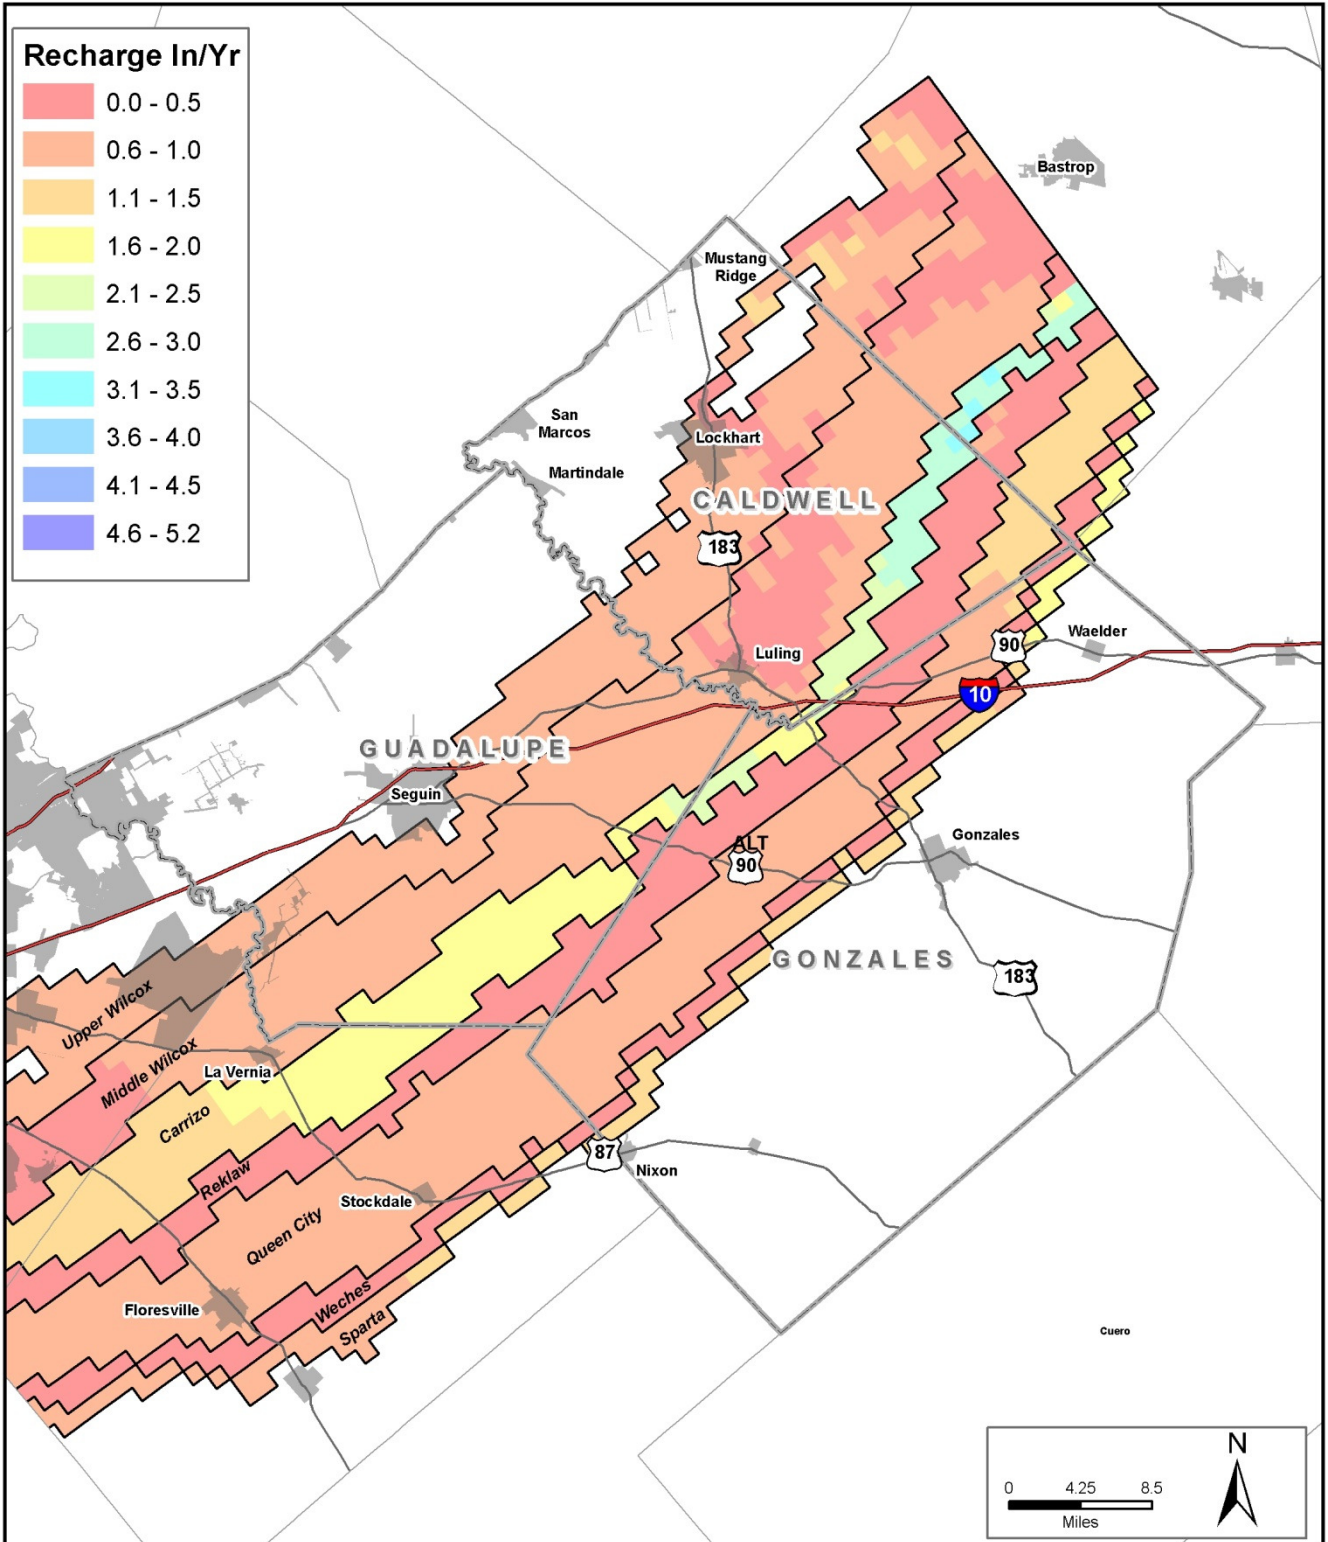 Recharge In/Yr
0.0 - 0.5
0.6 - 1.0
1.1 - 1.5
1.6 - 2.0
2.1 - 2.5
2.6 - 3.0
3.1 - 3.5
3.6 - 4.0
4.1 - 4.5
4.6 - 5.2
Bastrop
Mustang
Ridge
San
Marcos
Lockhart
Martindale
CALDWELL
183
Luling
90
Waelder
10
GUADALUPE
Seguin
Gonzales
ALT
90
GONZALES
183
Upper Wilcox
Middle Wilcox
La Vernia
Carrizo
Reklaw
87
Nixon
Stockdale
Queen City
Floresville
Weches
Sparta
Cuero
N
0 4.25 8.5
Miles